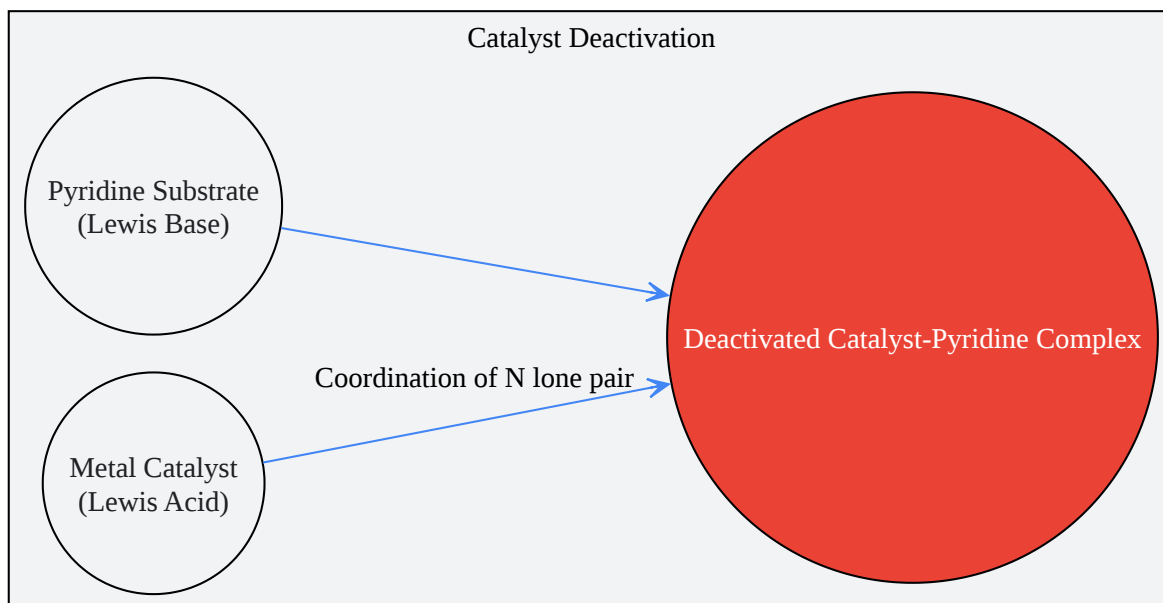 Catalyst Deactivation
Pyridine Substrate
(Lewis Base)
Deactivated Catalyst-Pyridine Complex
Coordination of N lone pair
Metal Catalyst
(Lewis Acid)